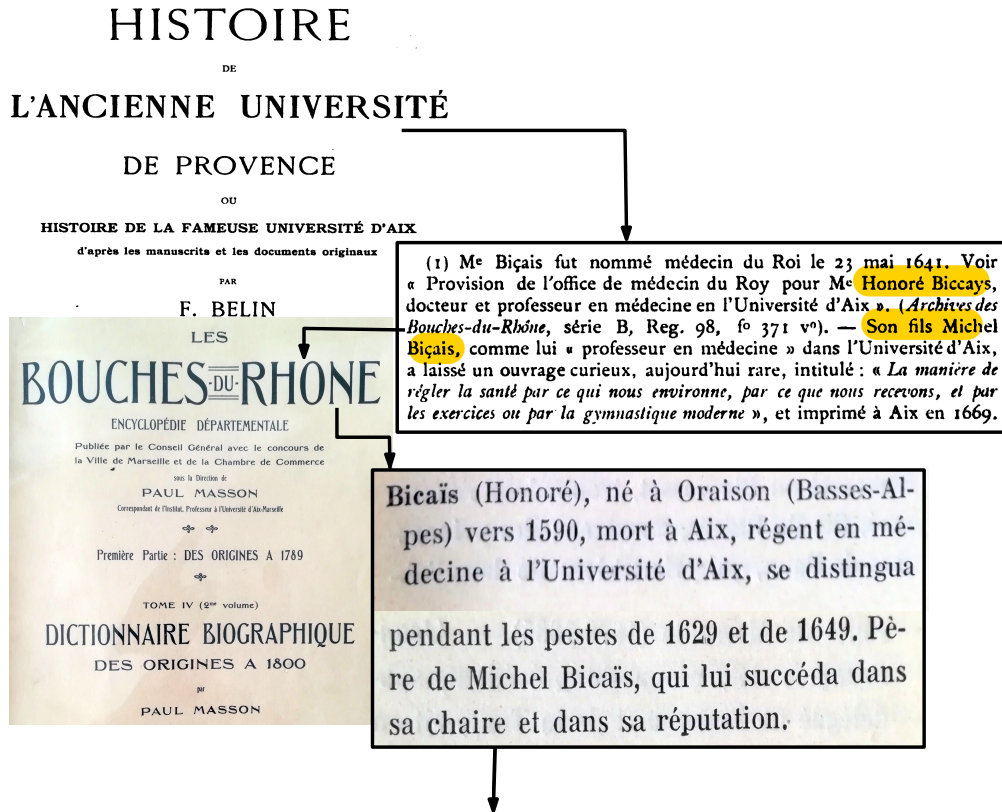 HISTOIRE
DE
L'ANCIENNE UNIVERSITÉ
DE PROVENCE
OU
HISTOIRE DE LA FAMEUSE UNIVERSITÉ D'AIX
d'après les manuscrits et les documents originaux
PAR
F. BELIN
(1) Me Biçais fut nommé médecin du Roi le 23 mai 1641. Voir
« Provision de l'office de médecin du Roy pour Me Honoré Biccays,
docteur et professeur en médecine en l'Université d'Aix ». (Archives des
Bouches-du-Rhône, série B, Reg. 98, fo 371 vo). — Son fils Michel
Biçais, comme lui « professeur en médecine » dans l'Université d'Aix,
a laissé un ouvrage curieux, aujourd'hui rare, intitulé : « La manière de
régler la santé par ce qui nous environne, par ce que nous recevons, et par
les exercices ou par la gymnastique moderne », et imprimé à Aix en 1669.
LES
BOUCHES-DU-RHONE
ENCYCLOPÉDIE DÉPARTEMENTALE
Publiée par le Conseil Général avec le concours de
la Ville de Marseille et de la Chambre de Commerce
sous la Direction de
PAUL MASSON
Correspondant de l'Institut, Professeur à l'Université d'Aix-Marseille
Première Partie : DES ORIGINES A 1789
TOME IV (2me volume)
DICTIONNAIRE BIOGRAPHIQUE
DES ORIGINES A 1800
par
PAUL MASSON
Bicaïs (Honoré), né à Oraison (Basses-Al-
pes) vers 1590, mort à Aix, régent en mé-
decine à l'Université d'Aix, se distingua
pendant les pestes de 1629 et de 1649. Pè-
re de Michel Bicaïs, qui lui succéda dans
sa chaire et dans sa réputation.